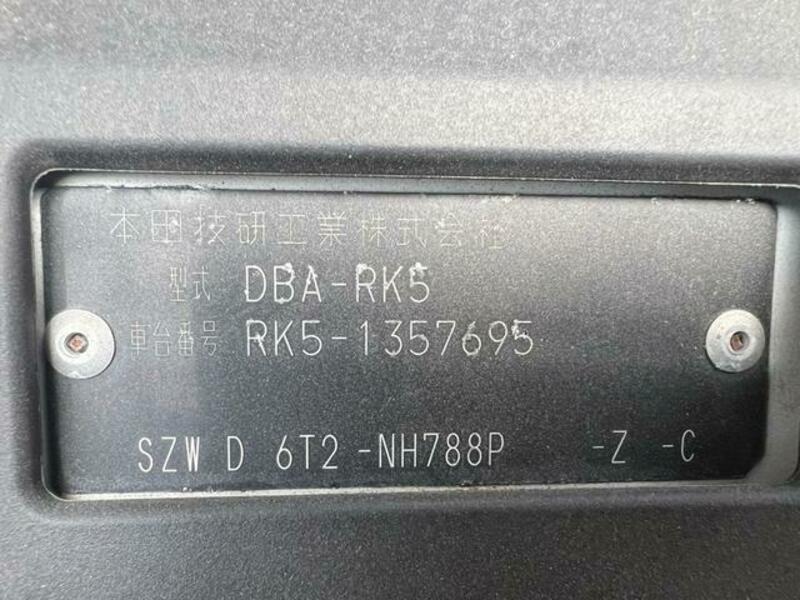 本田技研工業株式会社
型式 DBA-RK5
車台番号 RK5-1357695
SZW D 6T2 -NH788P -Z -C